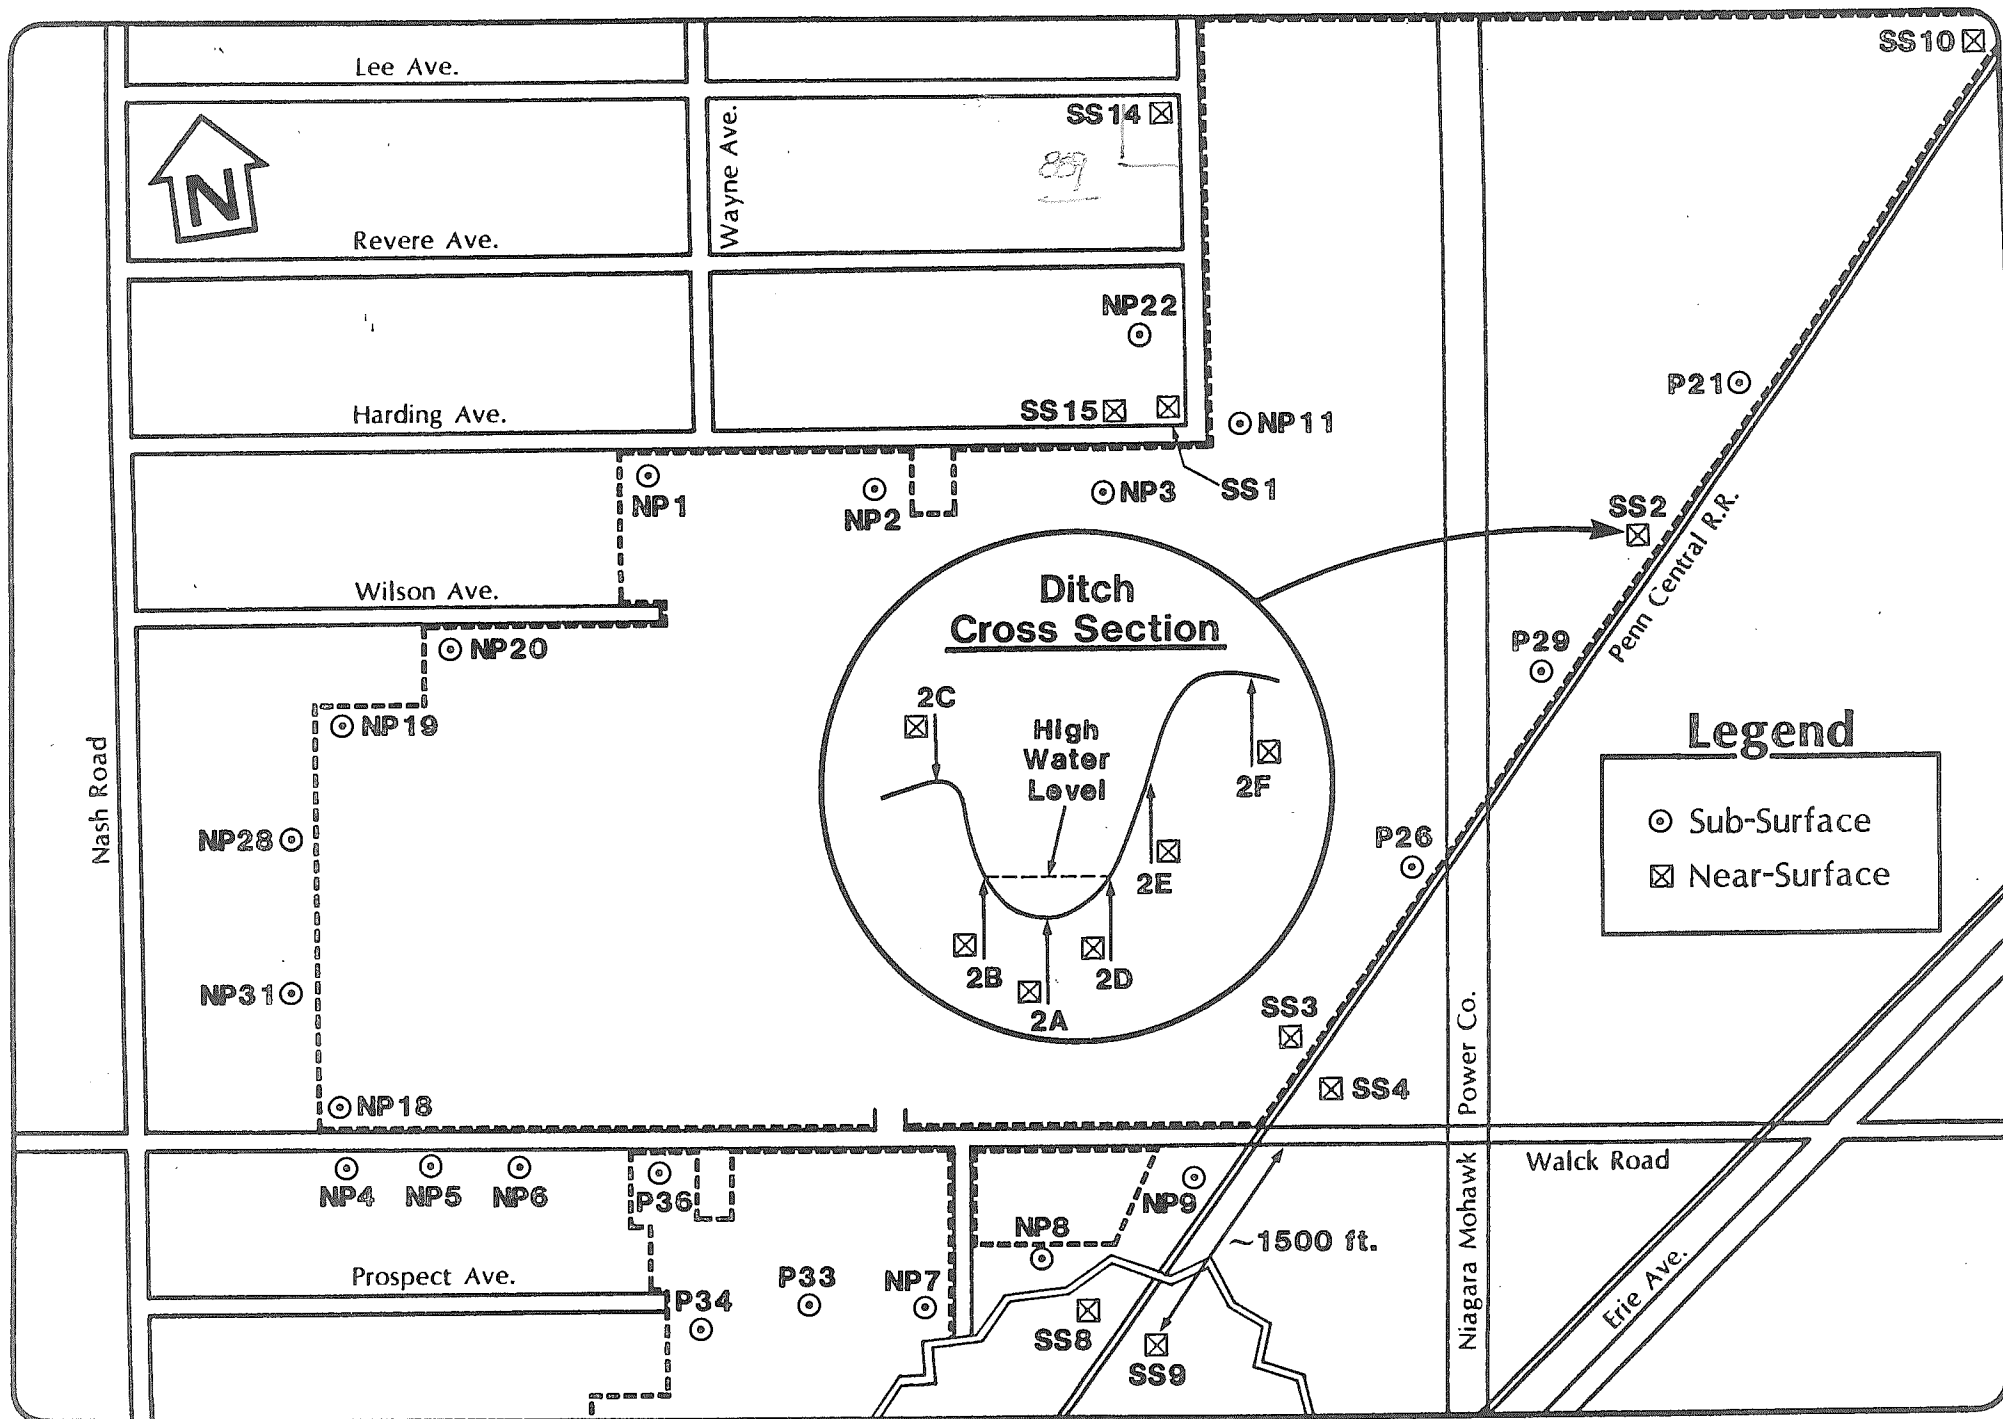 SS10
Lee Ave.
SS14
Wayne Ave.
889
N
Revere Ave.
NP22
P21
Harding Ave.
SS15
NP11
NP1
NP2
NP3
SS1
SS2
Penn Central R.R.
Ditch
Cross Section
Wilson Ave.
NP20
P29
NP19
2C
High
Water
Level
2F
Legend
Sub-Surface
Near-Surface
Nash Road
NP28
P26
2E
2B
2D
NP31
2A
SS3
SS4
Niagara Mohawk Power Co.
NP18
Walck Road
NP4
NP5
NP6
P36
NP9
NP8
~1500 ft.
Prospect Ave.
P34
P33
NP7
SS8
SS9
Erie Ave.